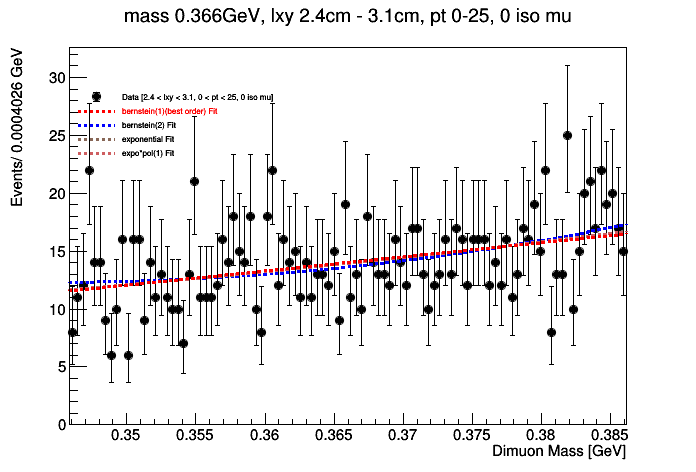 mass 0.366GeV, lxy 2.4cm - 3.1cm, pt 0-25, 0 iso mu
Events/ 0.0004026 GeV
30
25
20
15
10
5
0
Data [2.4 < lxy < 3.1, 0 < pt < 25, 0 iso mu]
bernstein(1)(best order) Fit
bernstein(2) Fit
exponential Fit
expo*pol(1) Fit
0.35 0.355 0.36 0.365 0.37 0.375 0.38 0.385
Dimuon Mass [GeV]